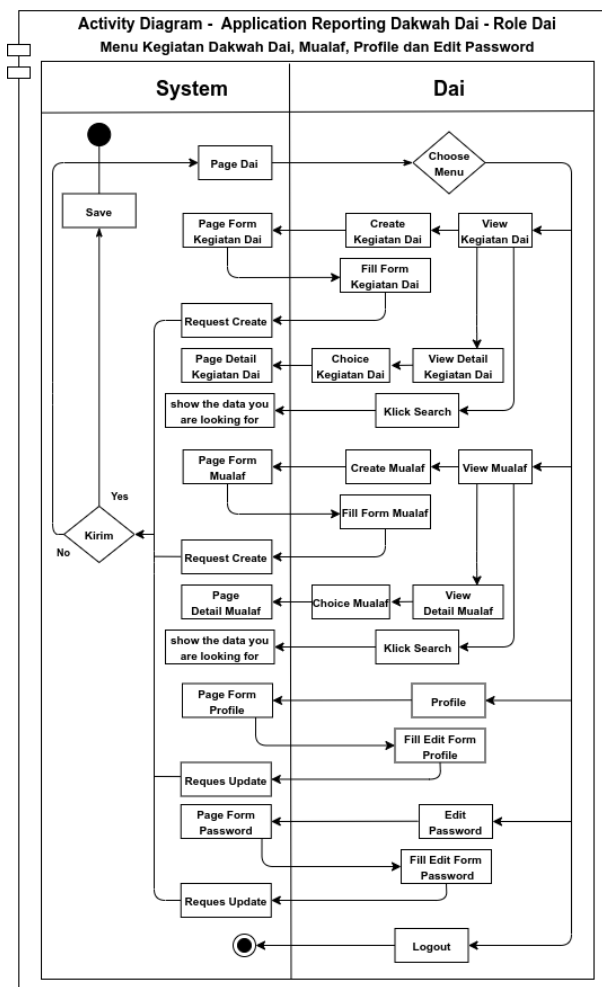 Activity Diagram - Application Reporting Dakwah Dai - Role Dai
Menu Kegiatan Dakwah Dai, Mualaf, Profile dan Edit Password
System
Dai
Page Dai
Choose
Menu
Save
Page Form
Kegiatan Dai
Create
Kegiatan Dai
View
Kegiatan Dai
Fill Form
Kegiatan Dai
Request Create
Page Detail
Kegiatan Dai
Choice
Kegiatan Dai
View Detail
Kegiatan Dai
show the data you
are looking for
Klick Search
Page Form
Mualaf
Create Mualaf
View Mualaf
Yes
Fill Form Mualaf
Kirim
No
Request Create
Page
Detail Mualaf
Choice Mualaf
View
Detail Mualaf
show the data you
are looking for
Klick Search
Page Form
Profile
Profile
Fill Edit Form
Profile
Reques Update
Page Form
Password
Edit
Password
Fill Edit Form
Password
Reques Update
Logout